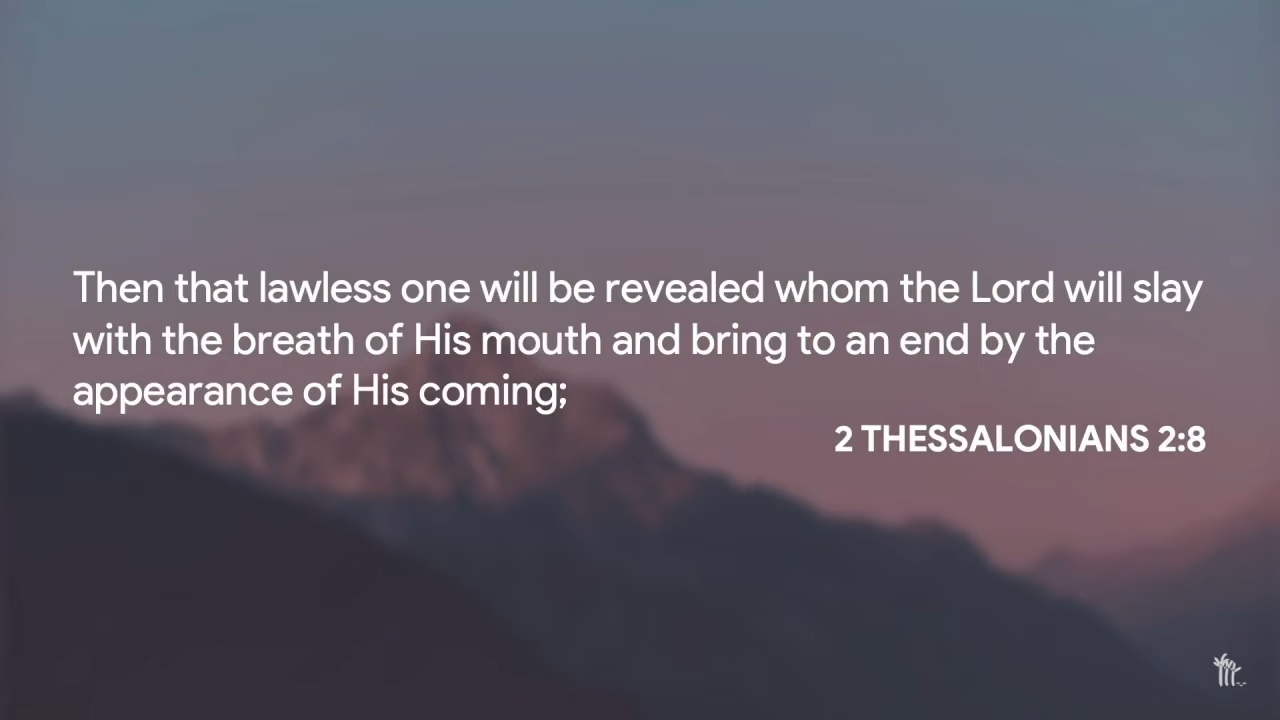 Then that lawless one will be revealed whom the Lord will slay
with the breath of His mouth and bring to an end by the
appearance of His coming;
2 THESSALONIANS 2:8